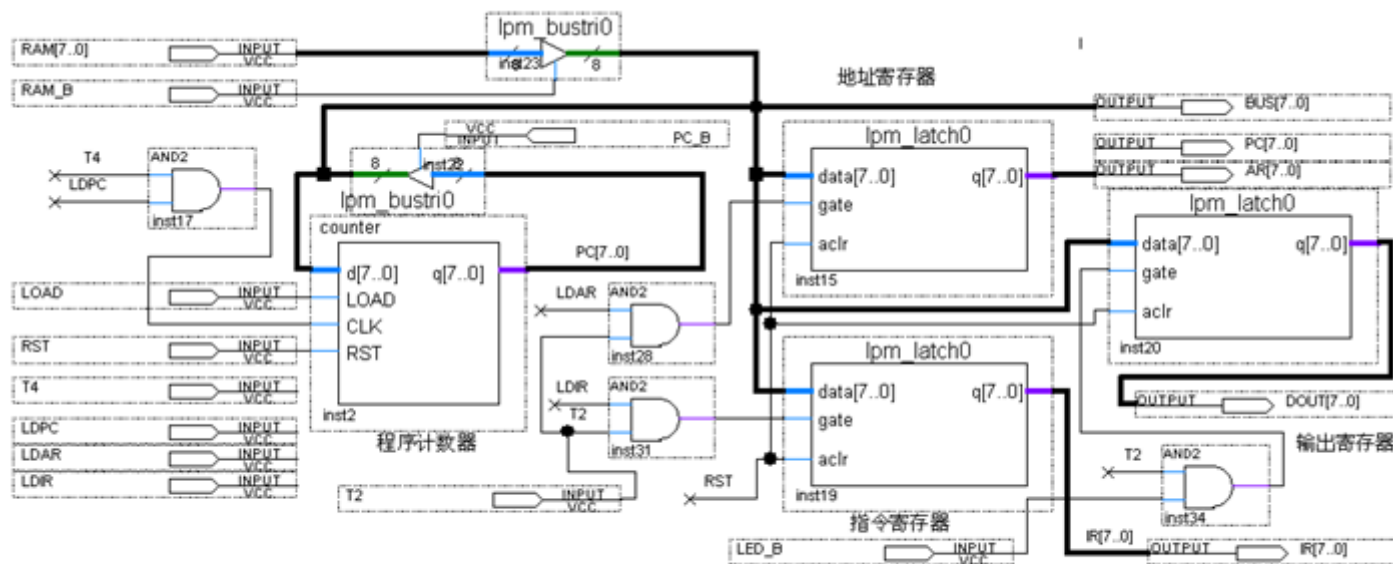 lpm_bustri0
RAM[7..0] INPUT VCC
8 inst23 8
RAM_B INPUT VCC
地址寄存器
OUTPUT BUS[7..0]
VCC INPUT PC_B
OUTPUT PC[7..0]
OUTPUT AR[7..0]
T4
LDPC
AND2
inst17
8
lpm_bustri0
lpm_latch0
data[7..0] q[7..0]
gate
aclr
inst15
lpm_latch0
data[7..0] q[7..0]
gate
aclr
inst20
counter
d[7..0] q[7..0]
LOAD
CLK
RST
inst2
程序计数器
PC[7..0]
LOAD INPUT VCC
RST INPUT VCC
T4 INPUT VCC
LDPC INPUT VCC
LDAR INPUT VCC
LDIR INPUT VCC
LDAR
AND2
inst28
LDIR
T2
AND2
inst31
T2 INPUT VCC
RST
lpm_latch0
data[7..0] q[7..0]
gate
aclr
inst19
指令寄存器
OUTPUT DOUT[7..0]
输出寄存器
T2
AND2
inst34
LED_B INPUT VCC
IR[7..0]
OUTPUT IR[7..0]